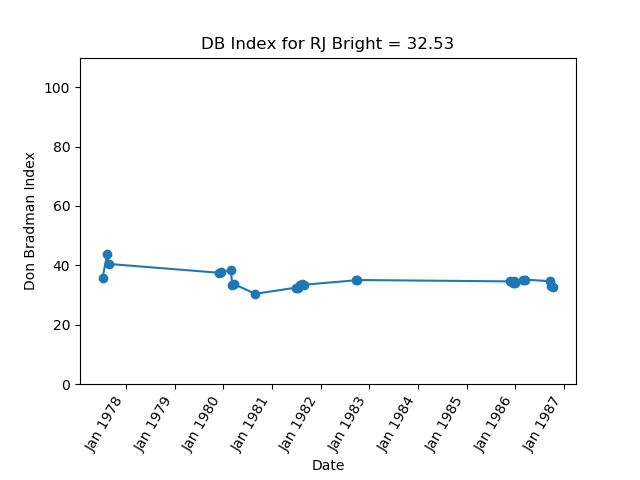 DB Index for RJ Bright = 32.53
Don Bradman Index
100
80
60
40
20
0
Jan 1978
Jan 1979
Jan 1980
Jan 1981
Jan 1982
Jan 1983
Jan 1984
Jan 1985
Jan 1986
Jan 1987
Date